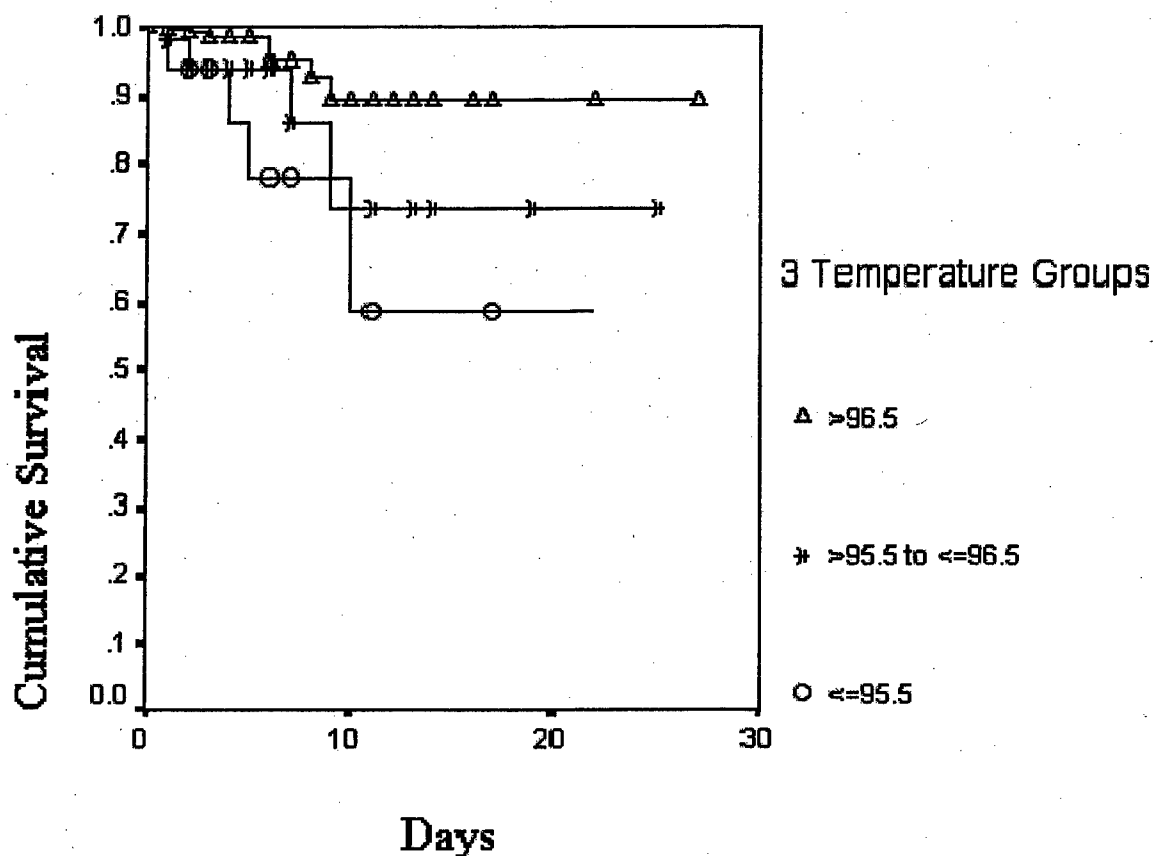 1.0
.9
.8
.7
.6
.5
.4
.3
.2
.1
0.0
Cumulative Survival
0 10 20 30
Days
3 Temperature Groups
>96.5
>95.5 to <=96.5
<=95.5